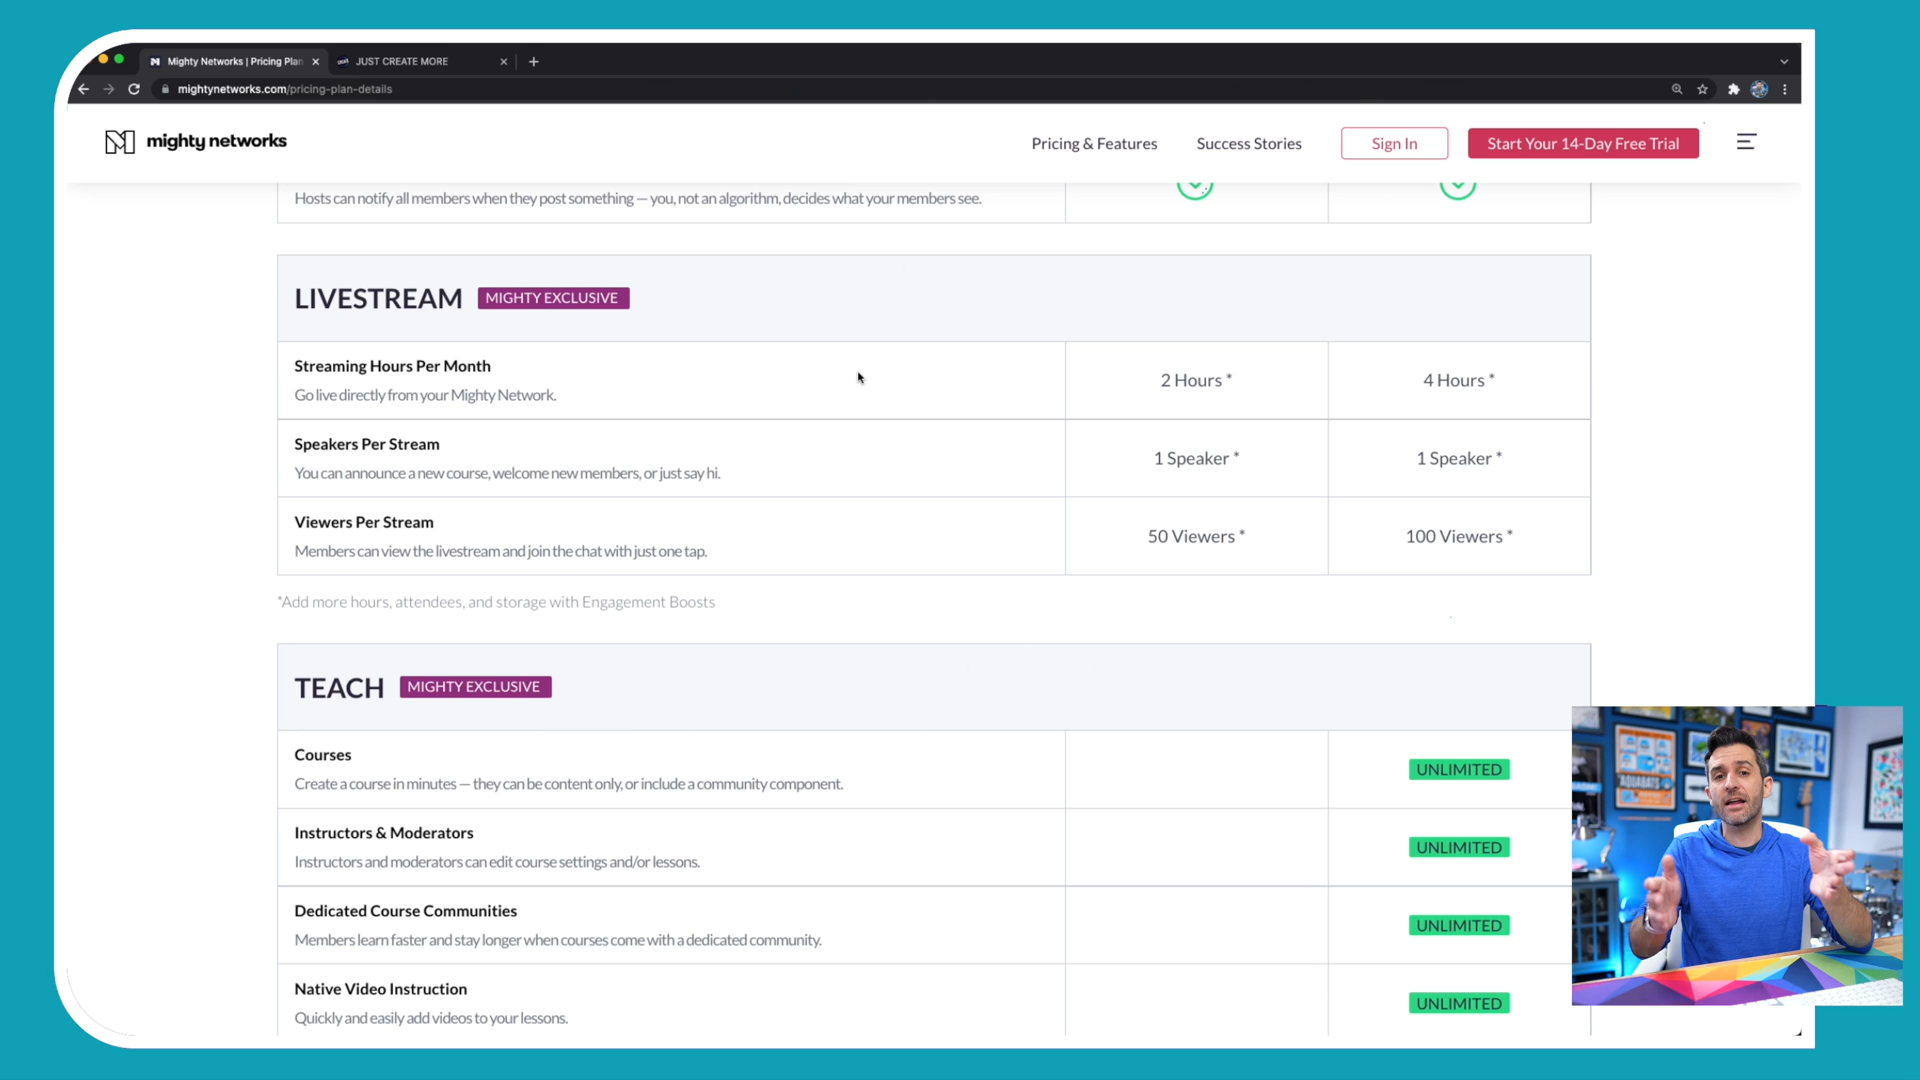 Mighty Networks | Pricing Plan
JUST CREATE MORE
mightynetworks.com/pricing-plan-details
mighty networks
Pricing & Features
Success Stories
Sign In
Start Your 14-Day Free Trial
Hosts can notify all members when they post something — you, not an algorithm, decides what your members see.
LIVESTREAM MIGHTY EXCLUSIVE
Streaming Hours Per Month
Go live directly from your Mighty Network.
2 Hours *
4 Hours *
Speakers Per Stream
You can announce a new course, welcome new members, or just say hi.
1 Speaker *
1 Speaker *
Viewers Per Stream
Members can view the livestream and join the chat with just one tap.
50 Viewers *
100 Viewers *
*Add more hours, attendees, and storage with Engagement Boosts
TEACH MIGHTY EXCLUSIVE
Courses
Create a course in minutes — they can be content only, or include a community component.
UNLIMITED
Instructors & Moderators
Instructors and moderators can edit course settings and/or lessons.
UNLIMITED
Dedicated Course Communities
Members learn faster and stay longer when courses come with a dedicated community.
UNLIMITED
Native Video Instruction
Quickly and easily add videos to your lessons.
UNLIMITED
AQUABATS